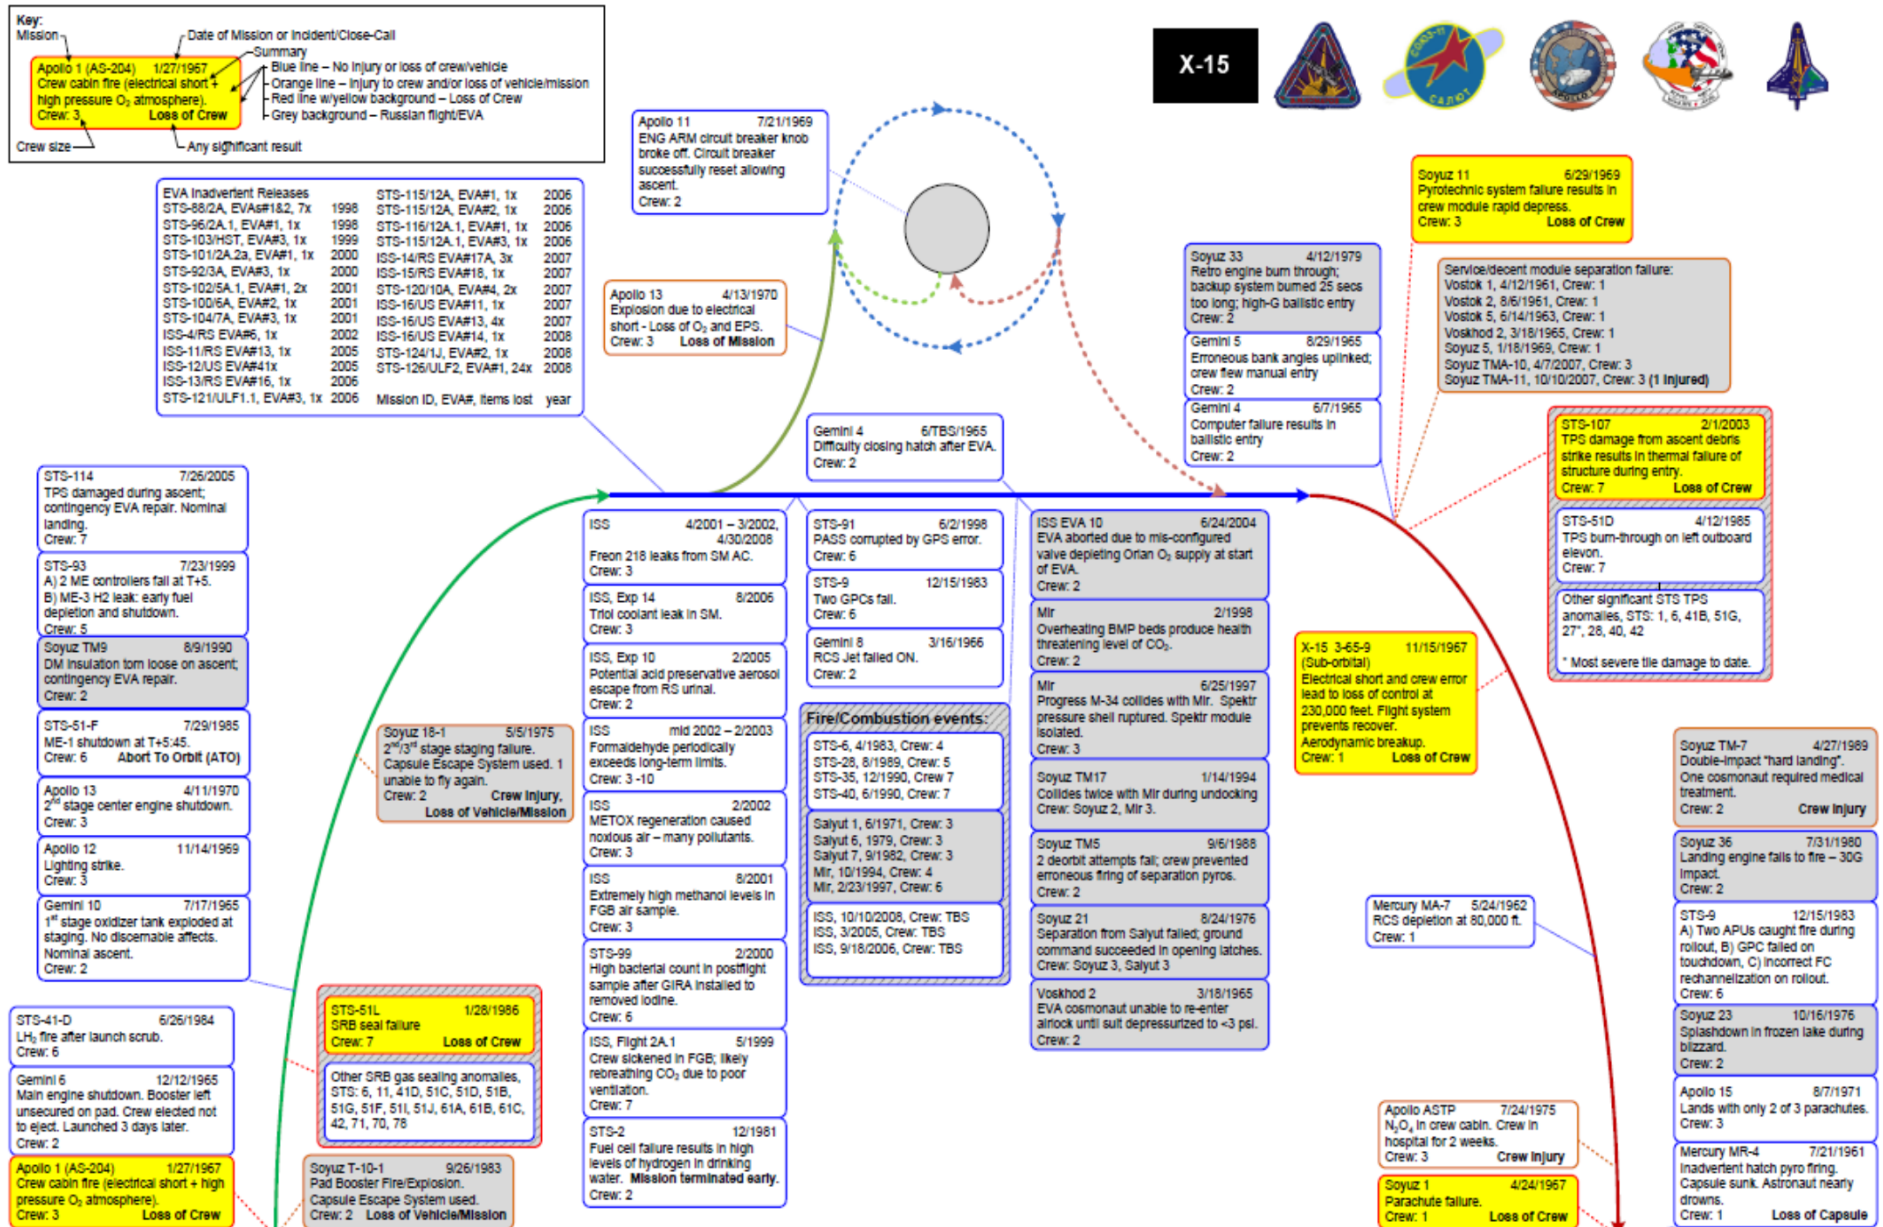 Key:
Mission
Date of Mission or Incident/Close-Call
Summary
Apollo 1 (AS-204) 1/27/1967
Crew cabin fire (electrical short +
high pressure O₂ atmosphere).
Crew: 3 Loss of Crew
Blue line – No injury or loss of crew/vehicle
Orange line – Injury to crew and/or loss of vehicle/mission
Red line w/yellow background – Loss of Crew
Grey background – Russian flight/EVA
Crew size
Any significant result
X-15
СОЮЗ-11
САЛЮТ
APOLLO 1
EVA Inadvertent Releases
STS-88/2A, EVAs#1&2, 7x 1998
STS-96/2A.1, EVA#1, 1x 1998
STS-103/HST, EVA#3, 1x 1999
STS-101/2A.2a, EVA#1, 1x 2000
STS-92/3A, EVA#3, 1x 2000
STS-102/5A.1, EVA#1, 2x 2001
STS-100/6A, EVA#2, 1x 2001
STS-104/7A, EVA#3, 1x 2001
ISS-4/RS EVA#6, 1x 2002
ISS-11/RS EVA#13, 1x 2005
ISS-12/US EVA#41x 2005
ISS-13/RS EVA#16, 1x 2006
STS-121/ULF1.1, EVA#3, 1x 2006
STS-115/12A, EVA#1, 1x 2006
STS-115/12A, EVA#2, 1x 2006
STS-116/12A.1, EVA#1, 1x 2006
STS-115/12A.1, EVA#3, 1x 2006
ISS-14/RS EVA#17A, 3x 2007
ISS-15/RS EVA#18, 1x 2007
STS-120/10A, EVA#4, 2x 2007
ISS-16/US EVA#11, 1x 2007
ISS-16/US EVA#13, 4x 2007
ISS-16/US EVA#14, 1x 2008
STS-124/1J, EVA#2, 1x 2008
STS-126/ULF2, EVA#1, 24x 2008
Mission ID, EVA#, Items lost year
Apollo 11 7/21/1969
ENG ARM circuit breaker knob
broke off. Circuit breaker
successfully reset allowing
ascent.
Crew: 2
Apollo 13 4/13/1970
Explosion due to electrical
short - Loss of O₂ and EPS.
Crew: 3 Loss of Mission
Soyuz 11 6/29/1969
Pyrotechnic system failure results in
crew module rapid depress.
Crew: 3 Loss of Crew
Soyuz 33 4/12/1979
Retro engine burn through;
backup system burned 25 secs
too long; high-G ballistic entry
Crew: 2
Gemini 5 8/29/1965
Erroneous bank angles uplinked;
crew flew manual entry
Crew: 2
Gemini 4 6/7/1965
Computer failure results in
ballistic entry
Crew: 2
Service/decent module separation failure:
Vostok 1, 4/12/1961, Crew: 1
Vostok 2, 8/6/1961, Crew: 1
Vostok 5, 6/14/1963, Crew: 1
Voskhod 2, 3/18/1965, Crew: 1
Soyuz 5, 1/18/1969, Crew: 1
Soyuz TMA-10, 4/7/2007, Crew: 3
Soyuz TMA-11, 10/10/2007, Crew: 3 (1 injured)
STS-107 2/1/2003
TPS damage from ascent debris
strike results in thermal failure of
structure during entry.
Crew: 7 Loss of Crew
STS-51D 4/12/1985
TPS burn-through on left outboard
elevon.
Crew: 7
Other significant STS TPS
anomalies, STS: 1, 6, 41B, 51G,
27*, 28, 40, 42
* Most severe tile damage to date.
Gemini 4 6/TBS/1965
Difficulty closing hatch after EVA.
Crew: 2
STS-114 7/26/2005
TPS damaged during ascent;
contingency EVA repair. Nominal
landing.
Crew: 7
STS-93 7/23/1999
A) 2 ME controllers fail at T+5.
B) ME-3 H2 leak: early fuel
depletion and shutdown.
Crew: 5
Soyuz TM9 8/9/1990
DM insulation torn loose on ascent;
contingency EVA repair.
Crew: 2
STS-51-F 7/29/1985
ME-1 shutdown at T+5:45.
Crew: 6 Abort To Orbit (ATO)
Apollo 13 4/11/1970
2nd stage center engine shutdown.
Crew: 3
Apollo 12 11/14/1969
Lighting strike.
Crew: 3
Gemini 10 7/17/1965
1st stage oxidizer tank exploded at
staging. No discernable affects.
Nominal ascent.
Crew: 2
STS-41-D 6/26/1984
LH₂ fire after launch scrub.
Crew: 6
Gemini 6 12/12/1965
Main engine shutdown. Booster left
unsecured on pad. Crew elected not
to eject. Launched 3 days later.
Crew: 2
Apollo 1 (AS-204) 1/27/1967
Crew cabin fire (electrical short + high
pressure O₂ atmosphere).
Crew: 3 Loss of Crew
Soyuz 18-1 5/5/1975
2nd/3rd stage staging failure.
Capsule Escape System used. 1
unable to fly again.
Crew: 2 Crew Injury,
Loss of Vehicle/Mission
STS-51L 1/28/1986
SRB seal failure
Crew: 7 Loss of Crew
Other SRB gas sealing anomalies,
STS: 6, 11, 41D, 51C, 51D, 51B,
51G, 51F, 51I, 51J, 61A, 61B, 61C,
42, 71, 70, 78
Soyuz T-10-1 9/26/1983
Pad Booster Fire/Explosion.
Capsule Escape System used.
Crew: 2 Loss of Vehicle/Mission
ISS 4/2001 – 3/2002,
4/30/2008
Freon 218 leaks from SM AC.
Crew: 3
ISS, Exp 14 8/2006
Triol coolant leak in SM.
Crew: 3
ISS, Exp 10 2/2005
Potential acid preservative aerosol
escape from RS urinal.
Crew: 2
ISS mid 2002 – 2/2003
Formaldehyde periodically
exceeds long-term limits.
Crew: 3 -10
ISS 2/2002
METOX regeneration caused
noxious air – many pollutants.
Crew: 3
ISS 8/2001
Extremely high methanol levels in
FGB air sample.
Crew: 3
STS-99 2/2000
High bacterial count in postflight
sample after GIRA installed to
removed iodine.
Crew: 6
ISS, Flight 2A.1 5/1999
Crew sickened in FGB; likely
rebreathing CO₂ due to poor
ventilation.
Crew: 7
STS-2 12/1981
Fuel cell failure results in high
levels of hydrogen in drinking
water. Mission terminated early.
Crew: 2
STS-91 6/2/1998
PASS corrupted by GPS error.
Crew: 6
STS-9 12/15/1983
Two GPCs fail.
Crew: 6
Gemini 8 3/16/1966
RCS Jet failed ON.
Crew: 2
Fire/Combustion events:
STS-6, 4/1983, Crew: 4
STS-28, 8/1989, Crew: 5
STS-35, 12/1990, Crew 7
STS-40, 6/1990, Crew: 7
Salyut 1, 6/1971, Crew: 3
Salyut 6, 1979, Crew: 3
Salyut 7, 9/1982, Crew: 3
Mir, 10/1994, Crew: 4
Mir, 2/23/1997, Crew: 6
ISS, 10/10/2008, Crew: TBS
ISS, 3/2005, Crew: TBS
ISS, 9/18/2006, Crew: TBS
ISS EVA 10 6/24/2004
EVA aborted due to mis-configured
valve depleting Orlan O₂ supply at start
of EVA.
Crew: 2
Mir 2/1998
Overheating BMP beds produce health
threatening level of CO₂.
Crew: 2
Mir 6/25/1997
Progress M-34 collides with Mir. Spektr
pressure shell ruptured. Spektr module
isolated.
Crew: 3
Soyuz TM17 1/14/1994
Collides twice with Mir during undocking
Crew: Soyuz 2, Mir 3.
Soyuz TM5 9/6/1988
2 deorbit attempts fail; crew prevented
erroneous firing of separation pyros.
Crew: 2
Soyuz 21 8/24/1976
Separation from Salyut failed; ground
command succeeded in opening latches.
Crew: Soyuz 3, Salyut 3
Voskhod 2 3/18/1965
EVA cosmonaut unable to re-enter
airlock until suit depressurized to <3 psi.
Crew: 2
X-15 3-65-9 11/15/1967
(Sub-orbital)
Electrical short and crew error
lead to loss of control at
230,000 feet. Flight system
prevents recover.
Aerodynamic breakup.
Crew: 1 Loss of Crew
Mercury MA-7 5/24/1962
RCS depletion at 80,000 ft.
Crew: 1
Apollo ASTP 7/24/1975
N₂O₄ in crew cabin. Crew in
hospital for 2 weeks.
Crew: 3 Crew Injury
Soyuz 1 4/24/1967
Parachute failure.
Crew: 1 Loss of Crew
Soyuz TM-7 4/27/1989
Double-impact "hard landing".
One cosmonaut required medical
treatment.
Crew: 2 Crew Injury
Soyuz 36 7/31/1980
Landing engine fails to fire – 30G
impact.
Crew: 2
STS-9 12/15/1983
A) Two APUs caught fire during
rollout, B) GPC failed on
touchdown, C) Incorrect FC
rechannelization on rollout.
Crew: 6
Soyuz 23 10/16/1976
Splashdown in frozen lake during
blizzard.
Crew: 2
Apollo 15 8/7/1971
Lands with only 2 of 3 parachutes.
Crew: 3
Mercury MR-4 7/21/1961
Inadvertent hatch pyro firing.
Capsule sunk. Astronaut nearly
drowns.
Crew: 1 Loss of Capsule